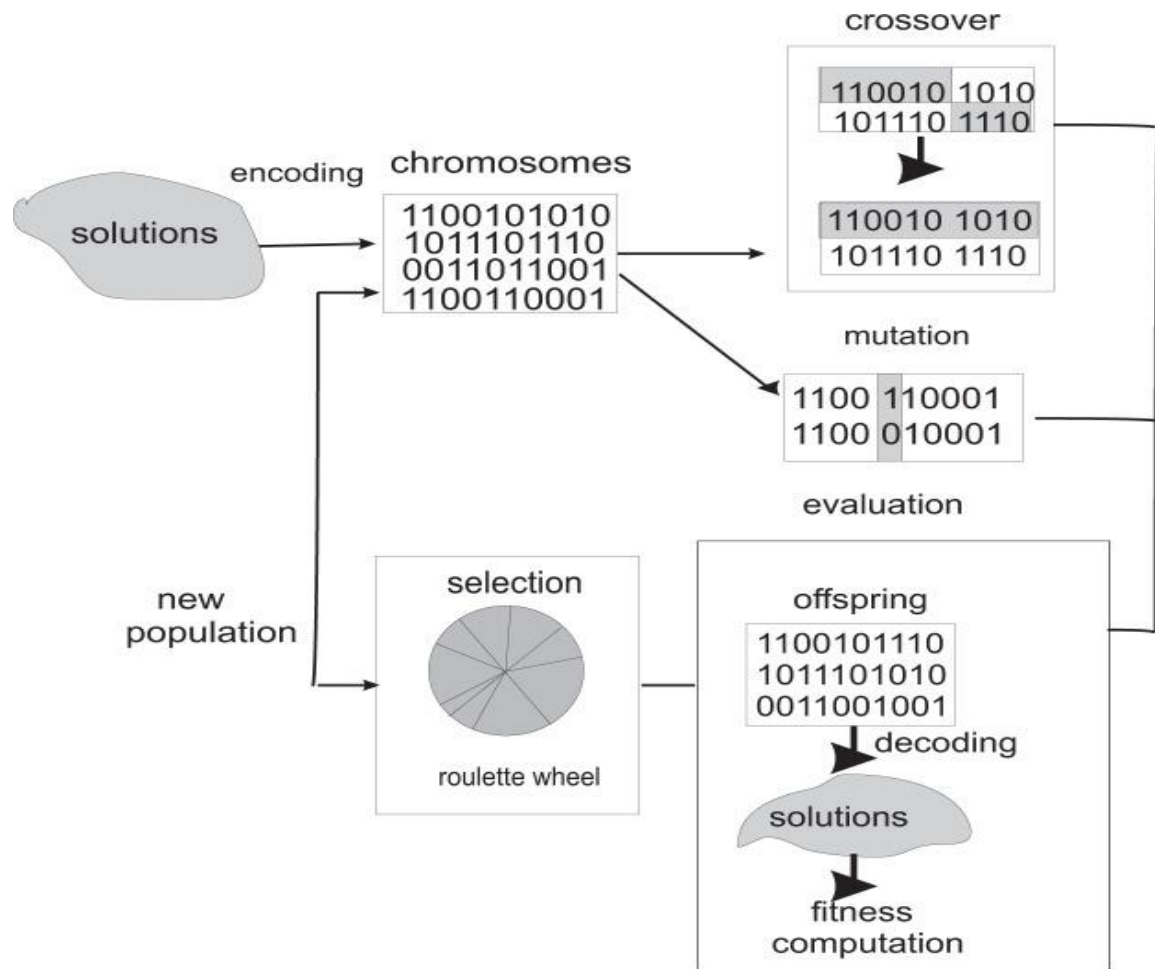 crossover
110010 1010
101110 1110
110010 1010
101110 1110
encoding
solutions
chromosomes
1100101010
1011101110
0011011001
1100110001
mutation
1100 110001
1100 010001
evaluation
new
population
selection
roulette wheel
offspring
1100101110
1011101010
0011001001
decoding
solutions
fitness
computation